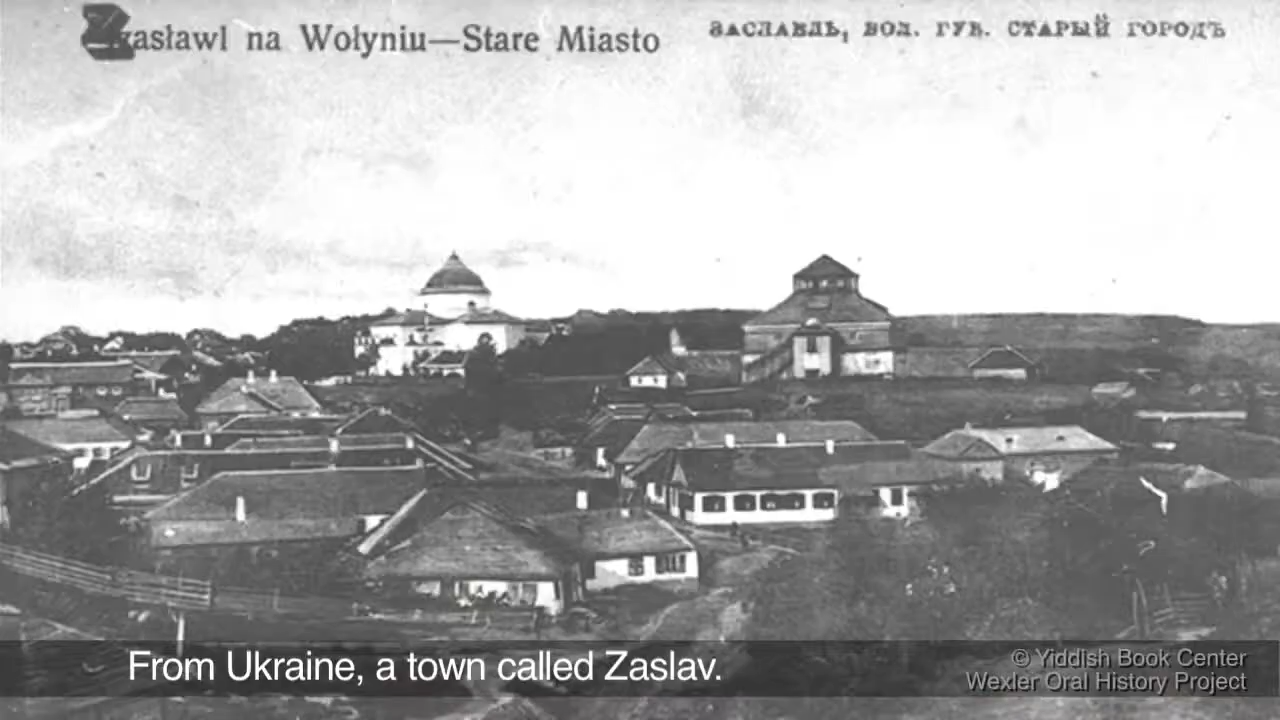 Zasławl na Wołyniu—Stare Miasto
ЗАСЛАВЛЬ, ВОЛ. ГУБ. СТАРЫЙ ГОРОДЪ
From Ukraine, a town called Zaslav.
© Yiddish Book Center
Wexler Oral History Project